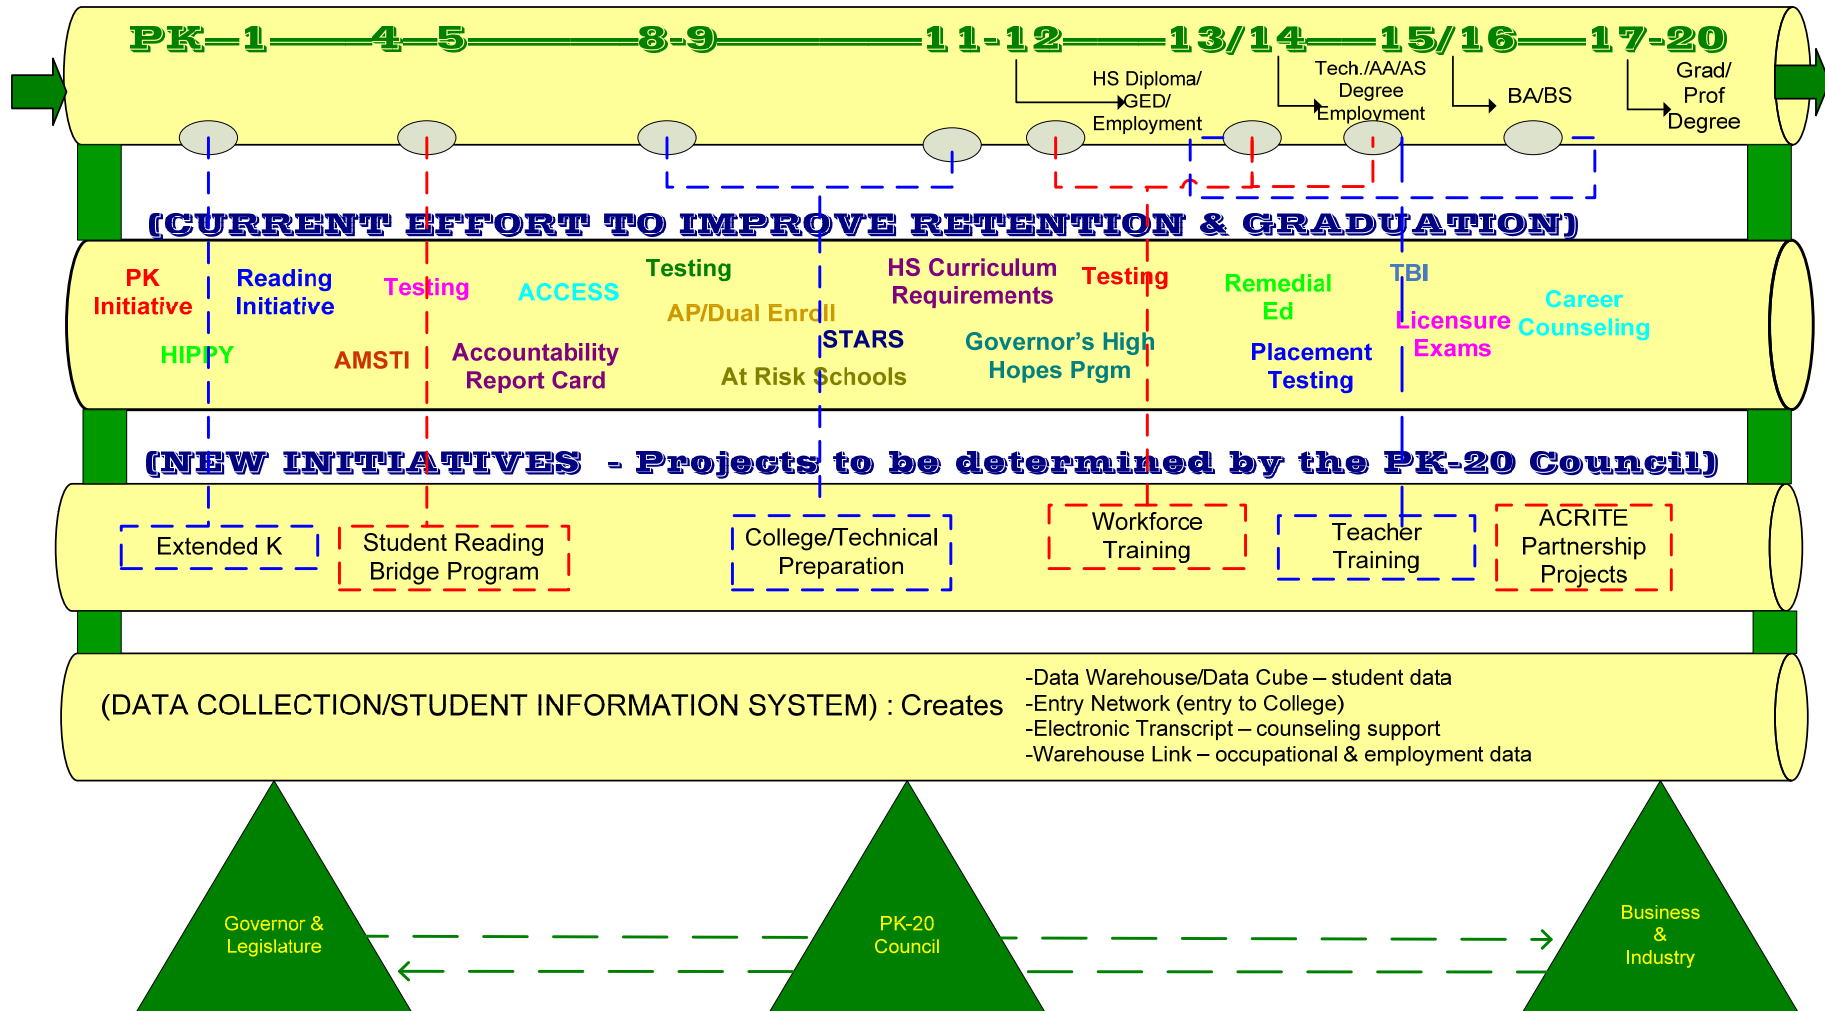 PK—1———4—5—————8-9——————11-12———13/14——15/16——17-20
HS Diploma/
GED/
Employment
Tech./AA/AS
Degree
Employment
BA/BS
Grad/
Prof
Degree
(CURRENT EFFORT TO IMPROVE RETENTION & GRADUATION)
PK
Initiative
Reading
Initiative
Testing
ACCESS
Testing
AP/Dual Enroll
HS Curriculum
Requirements
Testing
Remedial
Ed
TBI
Licensure
Exams
Career
Counseling
HIPPY
AMSTI
Accountability
Report Card
STARS
At Risk Schools
Governor's High
Hopes Prgm
Placement
Testing
(NEW INITIATIVES - Projects to be determined by the PK-20 Council)
Extended K
Student Reading
Bridge Program
College/Technical
Preparation
Workforce
Training
Teacher
Training
ACRITE
Partnership
Projects
(DATA COLLECTION/STUDENT INFORMATION SYSTEM) : Creates
-Data Warehouse/Data Cube – student data
-Entry Network (entry to College)
-Electronic Transcript – counseling support
-Warehouse Link – occupational & employment data
Governor &
Legislature
PK-20
Council
Business
&
Industry